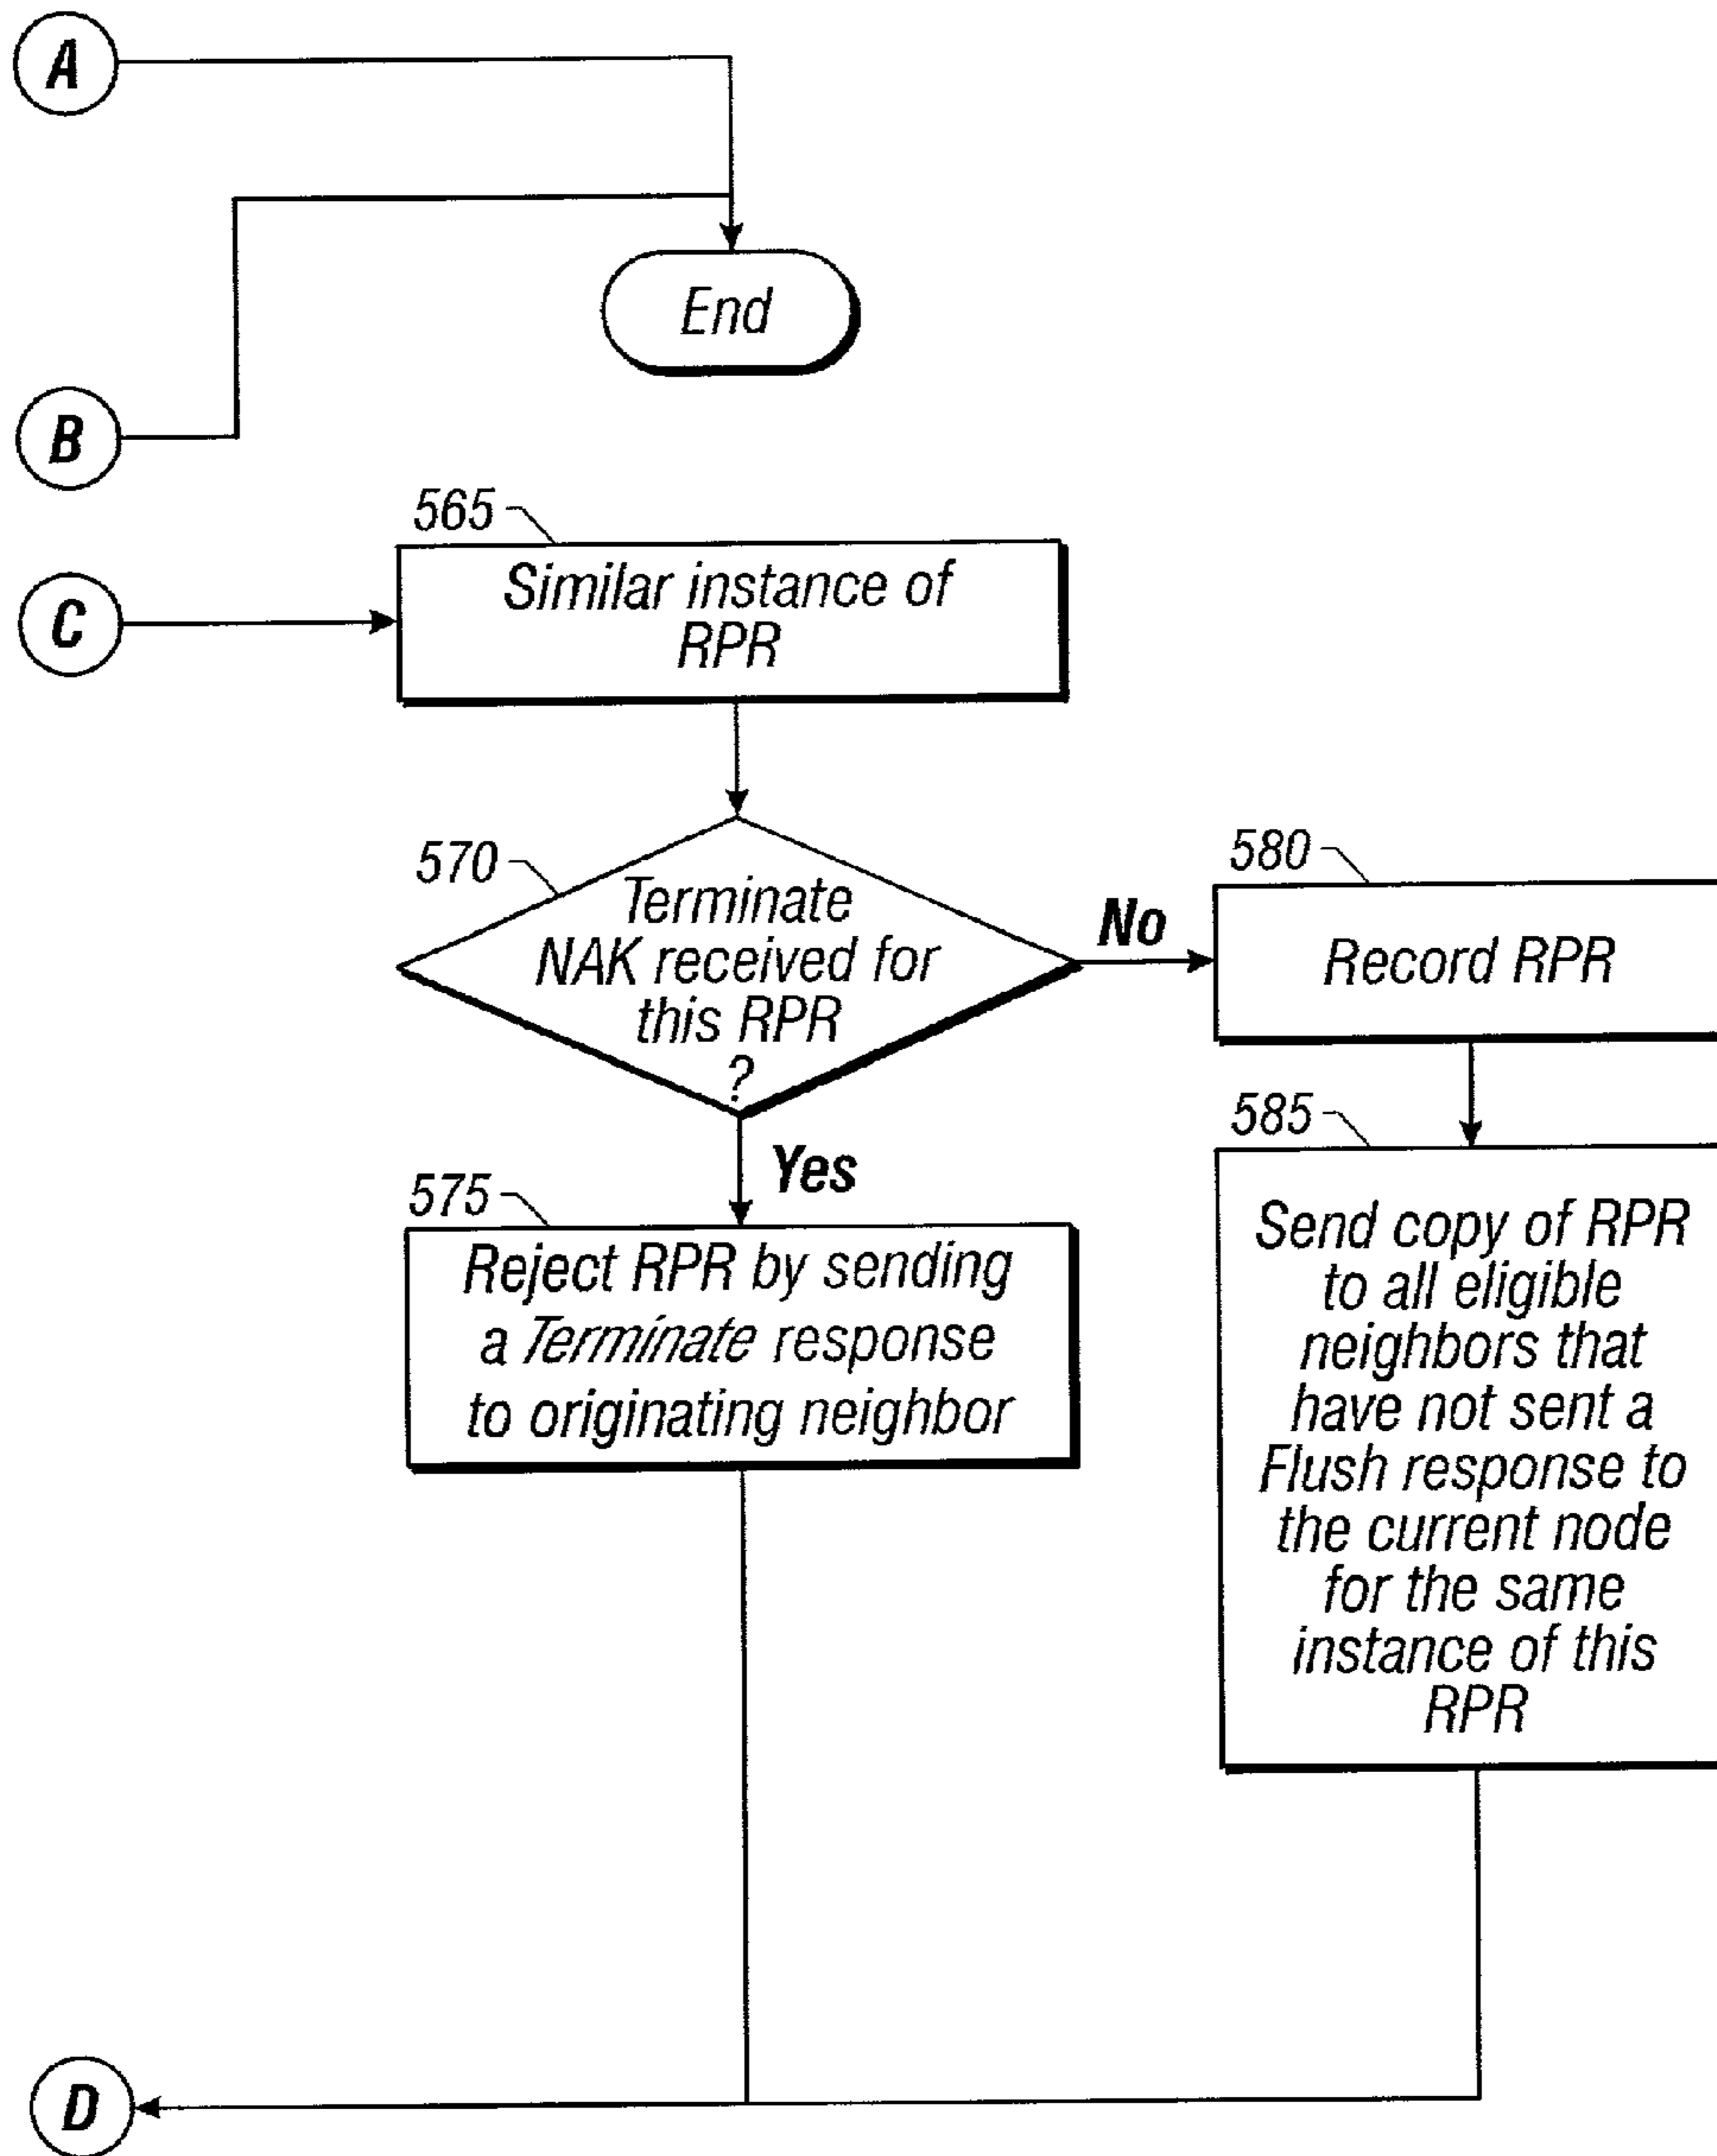 A
End
B
565
C
Similar instance of
RPR
570
Terminate
NAK received for
this RPR
?
No
580
Record RPR
Yes
575
Reject RPR by sending
a Terminate response
to originating neighbor
585
Send copy of RPR
to all eligible
neighbors that
have not sent a
Flush response to
the current node
for the same
instance of this
RPR
D